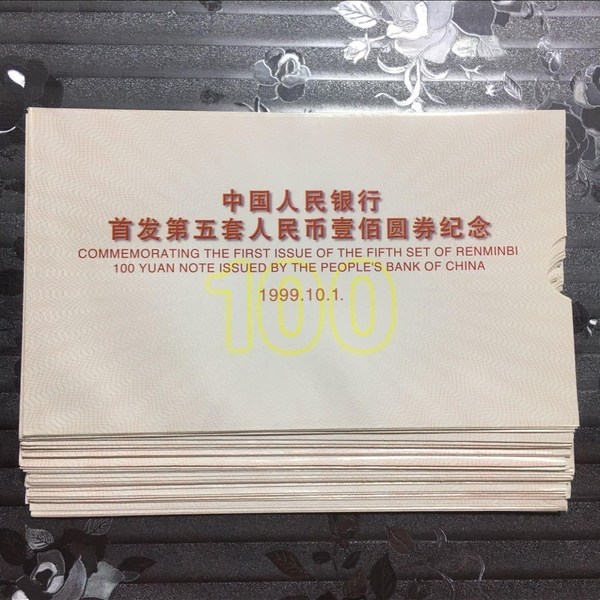 中国人民银行
首发第五套人民币壹佰圆券纪念
COMMEMORATING THE FIRST ISSUE OF THE FIFTH SET OF RENMINBI
100 YUAN NOTE ISSUED BY THE PEOPLE'S BANK OF CHINA
1999.10.1.
100